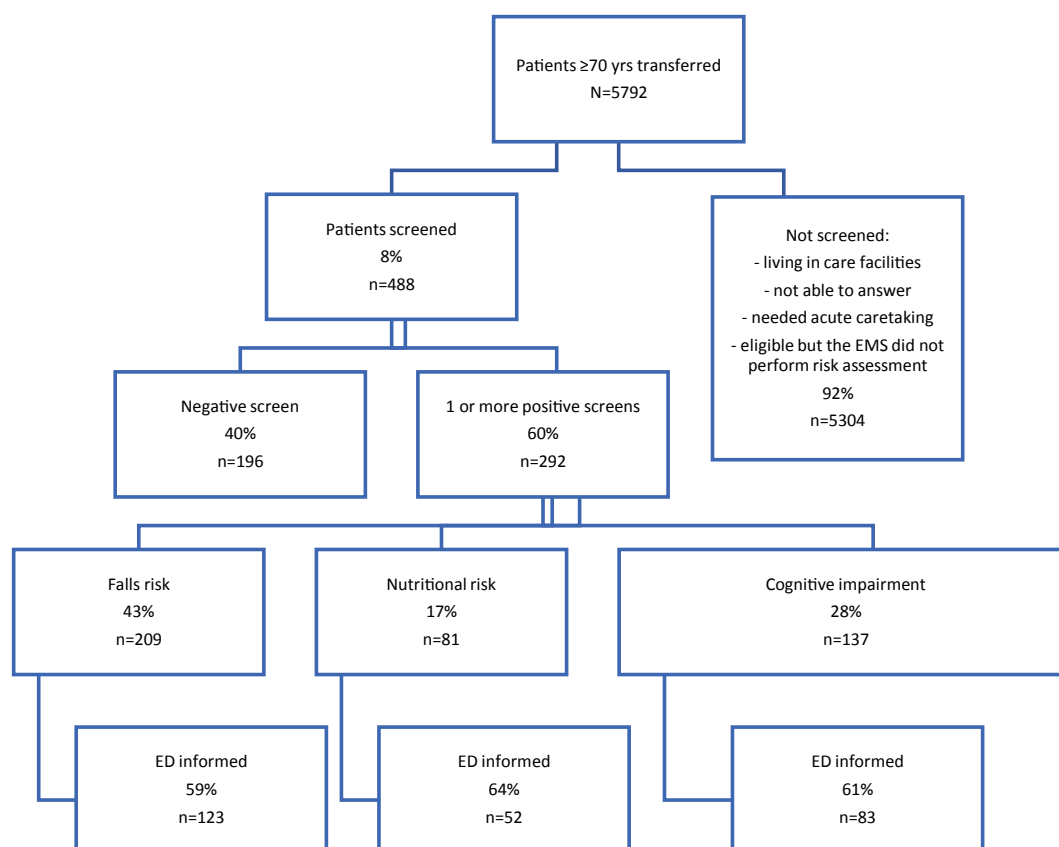 Patients ≥70 yrs transferred
N=5792
Patients screened
8%
n=488
Not screened:
- living in care facilities
- not able to answer
- needed acute caretaking
- eligible but the EMS did not
perform risk assessment
92%
n=5304
Negative screen
40%
n=196
1 or more positive screens
60%
n=292
Falls risk
43%
n=209
Nutritional risk
17%
n=81
Cognitive impairment
28%
n=137
ED informed
59%
n=123
ED informed
64%
n=52
ED informed
61%
n=83